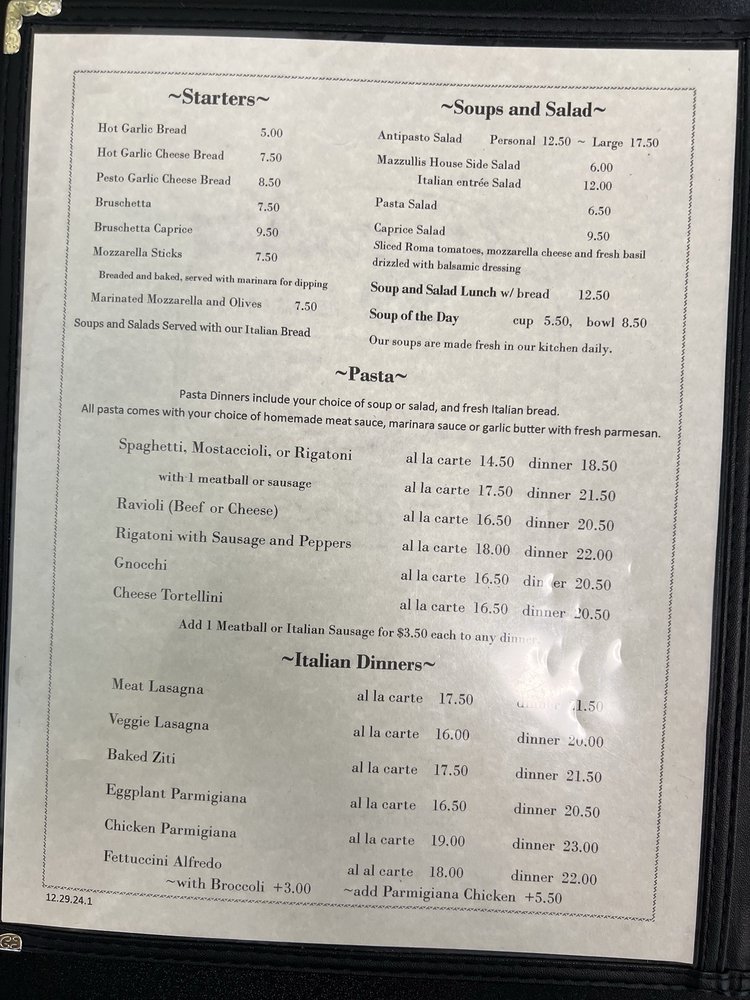 ~Starters~
Hot Garlic Bread 5.00
Hot Garlic Cheese Bread 7.50
Pesto Garlic Cheese Bread 8.50
Bruschetta 7.50
Bruschetta Caprice 9.50
Mozzarella Sticks 7.50
Breaded and baked, served with marinara for dipping
Marinated Mozzarella and Olives 7.50
Soups and Salads Served with our Italian Bread
~Soups and Salad~
Antipasto Salad Personal 12.50 ~ Large 17.50
Mazzullis House Side Salad 6.00
Italian entrée Salad 12.00
Pasta Salad 6.50
Caprice Salad 9.50
Sliced Roma tomatoes, mozzarella cheese and fresh basil
drizzled with balsamic dressing
Soup and Salad Lunch w/ bread 12.50
Soup of the Day cup 5.50, bowl 8.50
Our soups are made fresh in our kitchen daily.
~Pasta~
Pasta Dinners include your choice of soup or salad, and fresh Italian bread.
All pasta comes with your choice of homemade meat sauce, marinara sauce or garlic butter with fresh parmesan.
Spaghetti, Mostaccioli, or Rigatoni al la carte 14.50 dinner 18.50
with 1 meatball or sausage al la carte 17.50 dinner 21.50
Ravioli (Beef or Cheese) al la carte 16.50 dinner 20.50
Rigatoni with Sausage and Peppers al la carte 18.00 dinner 22.00
Gnocchi al la carte 16.50 dinner 20.50
Cheese Tortellini al la carte 16.50 dinner 20.50
Add 1 Meatball or Italian Sausage for $3.50 each to any dinner.
~Italian Dinners~
Meat Lasagna al la carte 17.50
Veggie Lasagna al la carte 16.00 dinner 20.00
Baked Ziti al la carte 17.50 dinner 21.50
Eggplant Parmigiana al la carte 16.50 dinner 20.50
Chicken Parmigiana al la carte 19.00 dinner 23.00
Fettuccini Alfredo al al carte 18.00 dinner 22.00
~with Broccoli +3.00 ~add Parmigiana Chicken +5.50
12.29.24.1